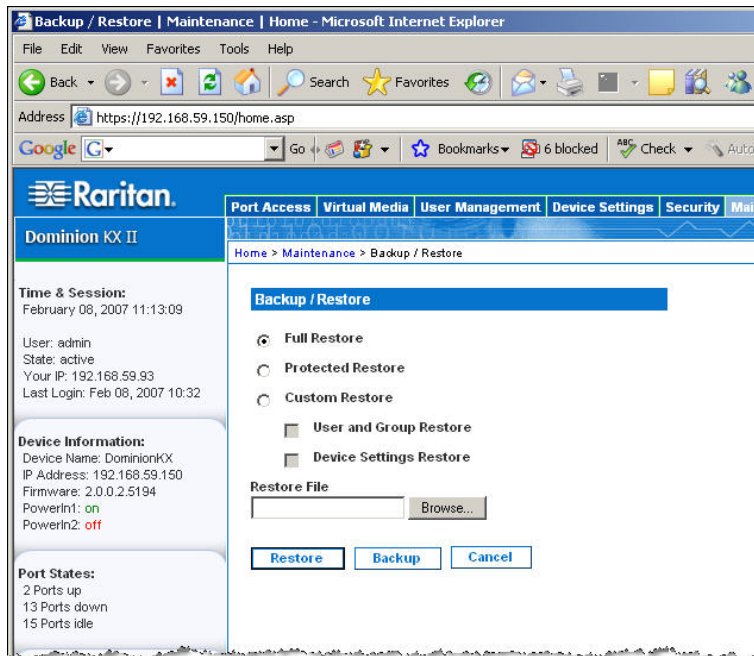 Backup / Restore | Maintenance | Home - Microsoft Internet Explorer
File Edit View Favorites Tools Help
Back Search Favorites
Address https://192.168.59.150/home.asp
Google G Go Bookmarks 6 blocked ABC Check Auto
Raritan.
Port Access Virtual Media User Management Device Settings Security Mai
Dominion KX II
Home > Maintenance > Backup / Restore
Time & Session:
February 08, 2007 11:13:09
User: admin
State: active
Your IP: 192.168.59.93
Last Login: Feb 08, 2007 10:32
Device Information:
Device Name: DominionKX
IP Address: 192.168.59.150
Firmware: 2.0.0.2.5194
PowerIn1: on
PowerIn2: off
Port States:
2 Ports up
13 Ports down
15 Ports idle
Backup / Restore
Full Restore
Protected Restore
Custom Restore
User and Group Restore
Device Settings Restore
Restore File
Browse...
Restore Backup Cancel